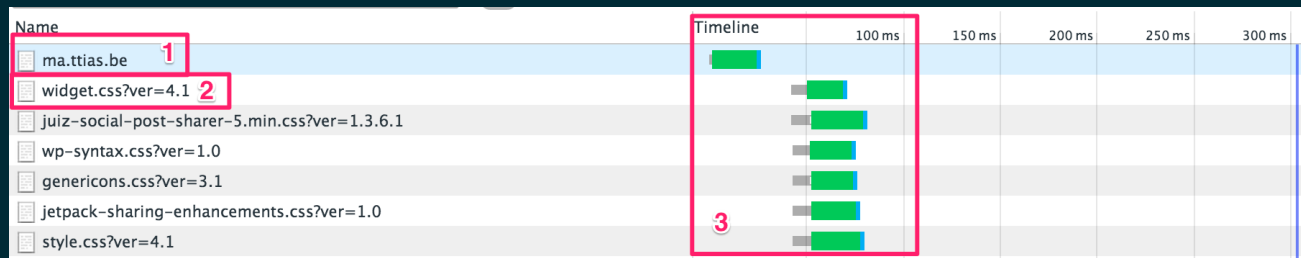 Name Timeline
100 ms 150 ms 200 ms 250 ms 300 ms
ma.ttias.be 1
widget.css?ver=4.1 2
juiz-social-post-sharer-5.min.css?ver=1.3.6.1
wp-syntax.css?ver=1.0
genericons.css?ver=3.1
jetpack-sharing-enhancements.css?ver=1.0
3
style.css?ver=4.1